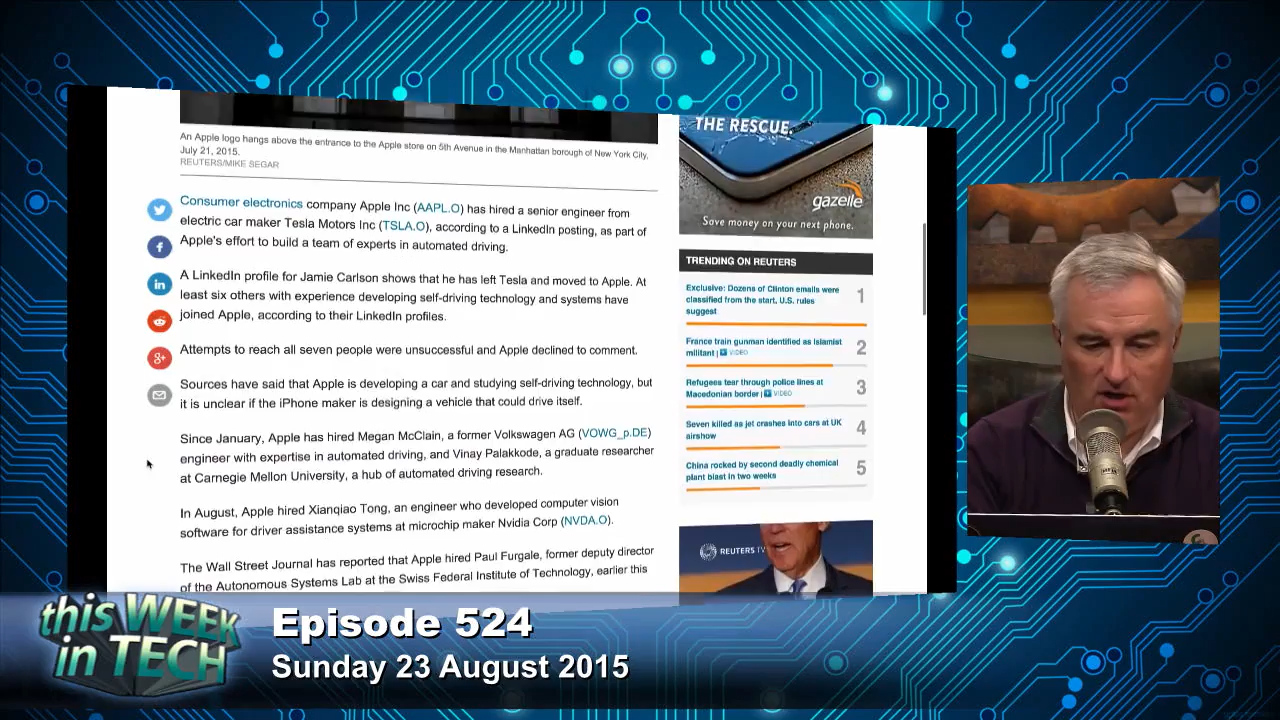 An Apple logo hangs above the entrance to the Apple store on 5th Avenue in the Manhattan borough of New York City,
July 21, 2015.
REUTERS/MIKE SEGAR
Consumer electronics company Apple Inc (AAPL.O) has hired a senior engineer from
electric car maker Tesla Motors Inc (TSLA.O), according to a LinkedIn posting, as part of
Apple's effort to build a team of experts in automated driving.
A LinkedIn profile for Jamie Carlson shows that he has left Tesla and moved to Apple. At
least six others with experience developing self-driving technology and systems have
joined Apple, according to their LinkedIn profiles.
Attempts to reach all seven people were unsuccessful and Apple declined to comment.
Sources have said that Apple is developing a car and studying self-driving technology, but
it is unclear if the iPhone maker is designing a vehicle that could drive itself.
Since January, Apple has hired Megan McClain, a former Volkswagen AG (VOWG_p.DE)
engineer with expertise in automated driving, and Vinay Palakkode, a graduate researcher
at Carnegie Mellon University, a hub of automated driving research.
In August, Apple hired Xianqiao Tong, an engineer who developed computer vision
software for driver assistance systems at microchip maker Nvidia Corp (NVDA.O).
The Wall Street Journal has reported that Apple hired Paul Furgale, former deputy director
of the Autonomous Systems Lab at the Swiss Federal Institute of Technology, earlier this
f
in
g+
THE RESCUE.
gazelle
Save money on your next phone.
TRENDING ON REUTERS
Exclusive: Dozens of Clinton emails were
classified from the start, U.S. rules
suggest
1
France train gunman identified as Islamist
militant | VIDEO
2
Refugees tear through police lines at
Macedonian border | VIDEO
3
Seven killed as jet crashes into cars at UK
airshow
4
China rocked by second deadly chemical
plant blast in two weeks
5
REUTERS TV
this WEEK
in TECH
Episode 524
Sunday 23 August 2015